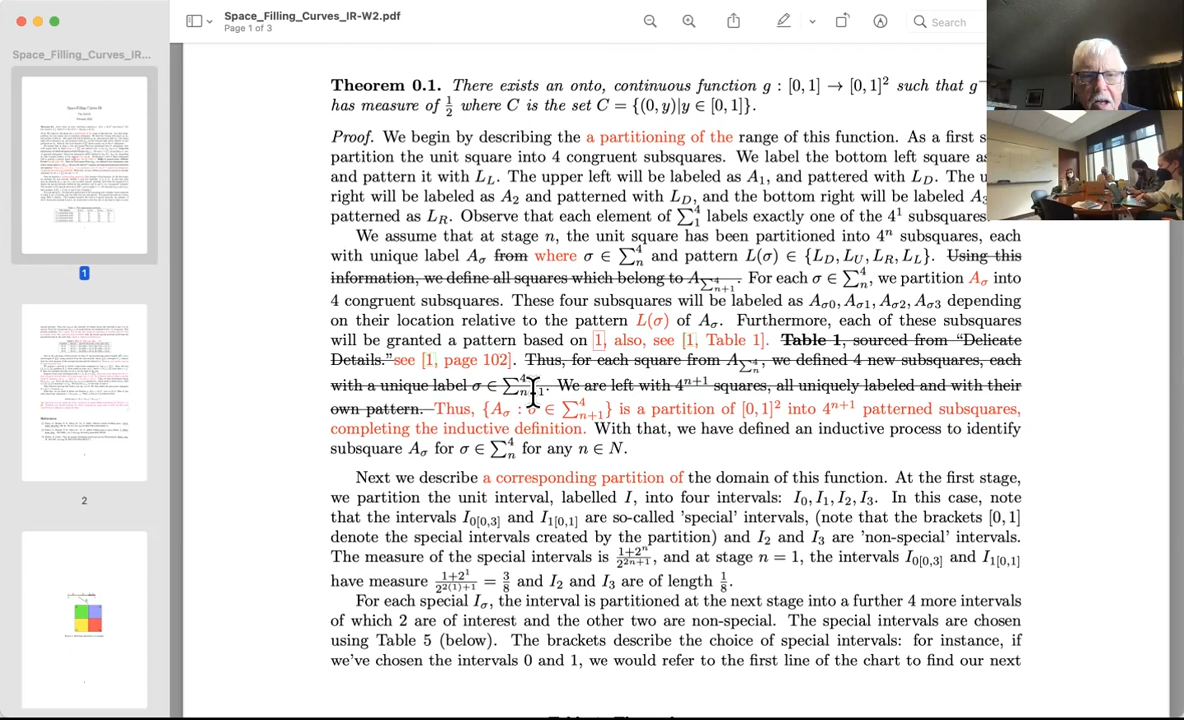 Space_Filling_Curves_IR-W2.pdf
Page 1 of 3
Search
Space_Filling_Curves_IR...
1
2
Theorem 0.1. There exists an onto, continuous function g : [0, 1] → [0, 1]² such that g⁻
has measure of 1/2 where C is the set C = {(0, y)|y ∈ [0, 1]}.
Proof. We begin by describing the a partitioning of the range of this function. As a first s
partition the unit square into 4 congruent subsquares. We label the bottom left square as
and pattern it with L_L. The upper left will be labeled as A₁, and pattered with L_D. The u
right will be labeled as A₂ and patterned with L_D, and the bottom right will be labeled A₃
patterned as L_R. Observe that each element of ∑⁴₁ labels exactly one of the 4¹ subsquares.
We assume that at stage n, the unit square has been partitioned into 4ⁿ subsquares, each
with unique label A_σ from where σ ∈ ∑⁴ₙ and pattern L(σ) ∈ {L_D, L_U, L_R, L_L}. Using this
information, we define all squares which belong to A_∑⁴ₙ₊₁. For each σ ∈ ∑⁴ₙ, we partition A_σ into
4 congruent subsquares. These four subsquares will be labeled as A_σ0, A_σ1, A_σ2, A_σ3 depending
on their location relative to the pattern L(σ) of A_σ. Furthermore, each of these subsquares
will be granted a pattern based on 1, also, see [1, Table 1]. Table 1, sourced from “Delicate
Details.”see [1, page 102]. This, for each square from A_∑⁴ₙ, we defined 4 new subsquares, each
with a unique label σ ∈ ∑⁴ₙ₊₁. We are left with 4ⁿ⁺¹ squares, all uniquely labeled and with their
own pattern. Thus, {A_σ : σ ∈ ∑⁴ₙ₊₁} is a partition of [0, 1]² into 4ⁿ⁺¹ patterned subsquares,
completing the inductive definition. With that, we have defined an inductive process to identify
subsquare A_σ for σ ∈ ∑⁴ₙ for any n ∈ N.
Next we describe a corresponding partition of the domain of this function. At the first stage,
we partition the unit interval, labelled I, into four intervals: I₀, I₁, I₂, I₃. In this case, note
that the intervals I₀[0,3] and I₁[0,1] are so-called 'special' intervals, (note that the brackets [0, 1]
denote the special intervals created by the partition) and I₂ and I₃ are 'non-special' intervals.
The measure of the special intervals is (1+2ⁿ)/(2²ⁿ⁺¹), and at stage n = 1, the intervals I₀[0,3] and I₁[0,1]
have measure (1+2¹)/(2²⁽¹⁾⁺¹) = 3/8 and I₂ and I₃ are of length 1/8.
For each special I_σ, the interval is partitioned at the next stage into a further 4 more intervals
of which 2 are of interest and the other two are non-special. The special intervals are chosen
using Table 5 (below). The brackets describe the choice of special intervals: for instance, if
we’ve chosen the intervals 0 and 1, we would refer to the first line of the chart to find our next